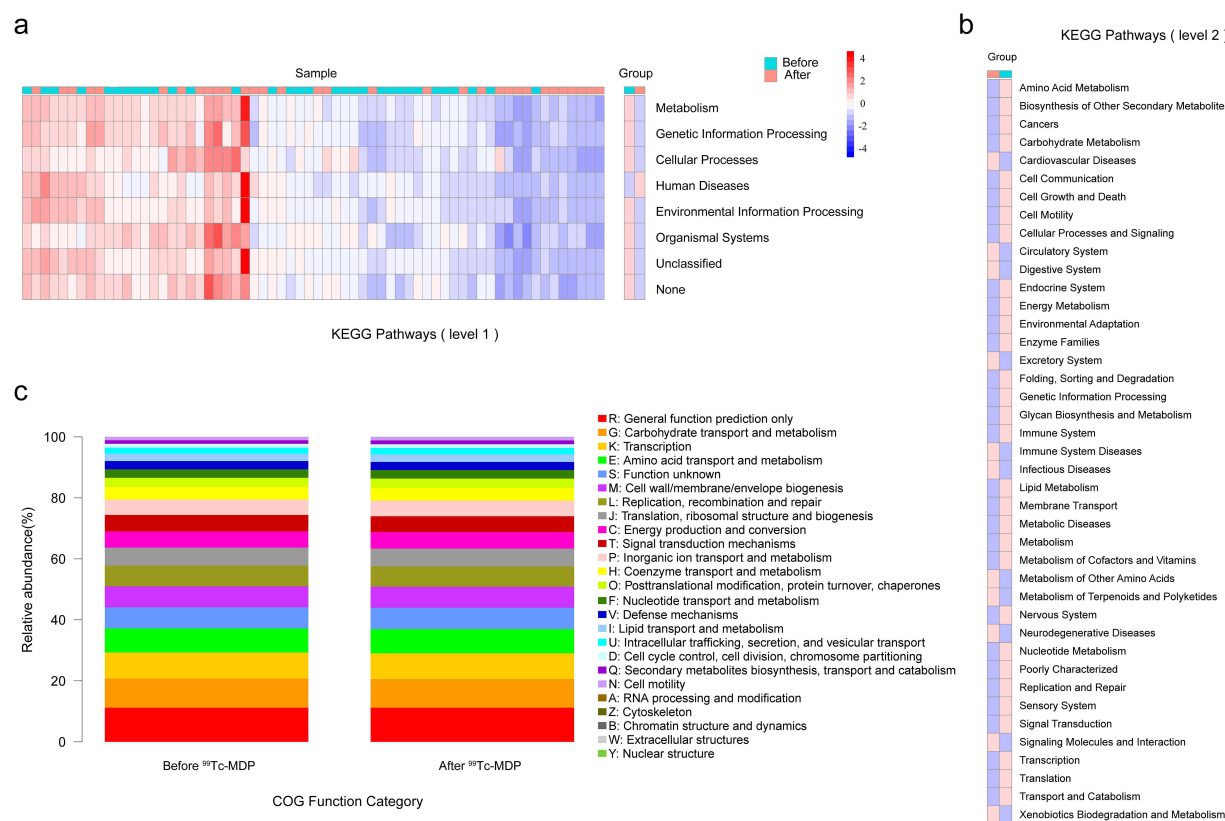 a
Sample
Group
Before
After
4
2
0
-2
-4
Metabolism
Genetic Information Processing
Cellular Processes
Human Diseases
Environmental Information Processing
Organismal Systems
Unclassified
None
KEGG Pathways ( level 1 )
b
KEGG Pathways ( level 2 )
Group
Amino Acid Metabolism
Biosynthesis of Other Secondary Metabolite
Cancers
Carbohydrate Metabolism
Cardiovascular Diseases
Cell Communication
Cell Growth and Death
Cell Motility
Cellular Processes and Signaling
Circulatory System
Digestive System
Endocrine System
Energy Metabolism
Environmental Adaptation
Enzyme Families
Excretory System
Folding, Sorting and Degradation
Genetic Information Processing
Glycan Biosynthesis and Metabolism
Immune System
Immune System Diseases
Infectious Diseases
Lipid Metabolism
Membrane Transport
Metabolic Diseases
Metabolism
Metabolism of Cofactors and Vitamins
Metabolism of Other Amino Acids
Metabolism of Terpenoids and Polyketides
Nervous System
Neurodegenerative Diseases
Nucleotide Metabolism
Poorly Characterized
Replication and Repair
Sensory System
Signal Transduction
Signaling Molecules and Interaction
Transcription
Translation
Transport and Catabolism
Xenobiotics Biodegradation and Metabolism
c
Relative abundance(%)
100
80
60
40
20
0
Before ⁹⁹Tc-MDP
After ⁹⁹Tc-MDP
COG Function Category
R: General function prediction only
G: Carbohydrate transport and metabolism
K: Transcription
E: Amino acid transport and metabolism
S: Function unknown
M: Cell wall/membrane/envelope biogenesis
L: Replication, recombination and repair
J: Translation, ribosomal structure and biogenesis
C: Energy production and conversion
T: Signal transduction mechanisms
P: Inorganic ion transport and metabolism
H: Coenzyme transport and metabolism
O: Posttranslational modification, protein turnover, chaperones
F: Nucleotide transport and metabolism
V: Defense mechanisms
I: Lipid transport and metabolism
U: Intracellular trafficking, secretion, and vesicular transport
D: Cell cycle control, cell division, chromosome partitioning
Q: Secondary metabolites biosynthesis, transport and catabolism
N: Cell motility
A: RNA processing and modification
Z: Cytoskeleton
B: Chromatin structure and dynamics
W: Extracellular structures
Y: Nuclear structure